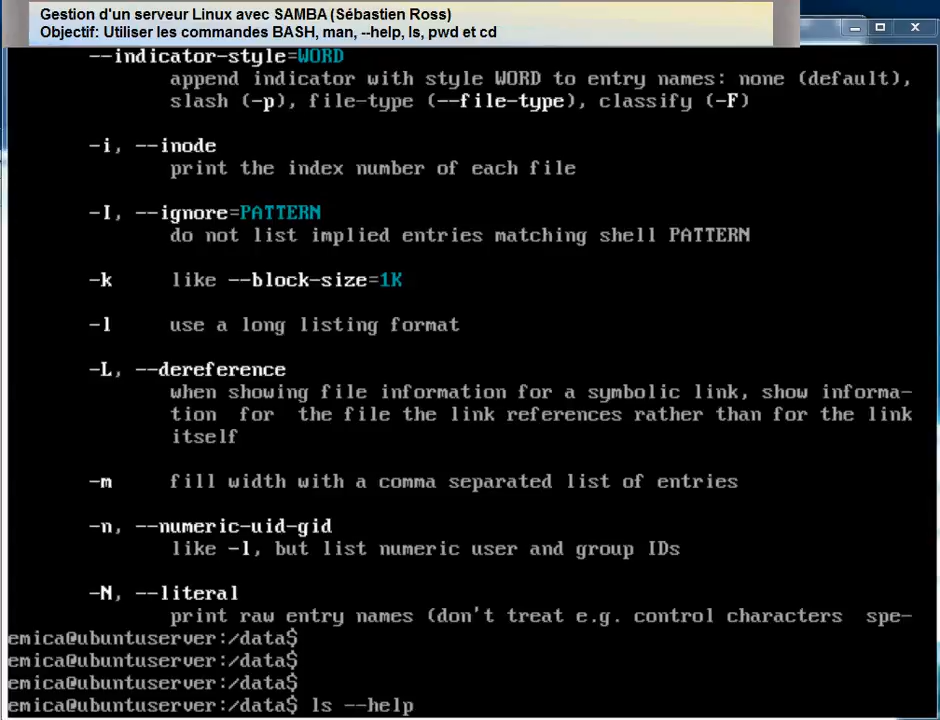 Gestion d'un serveur Linux avec SAMBA (Sébastien Ross)
Objectif: Utiliser les commandes BASH, man, --help, ls, pwd et cd
--indicator-style=WORD
append indicator with style WORD to entry names: none (default),
slash (-p), file-type (--file-type), classify (-F)
-i, --inode
print the index number of each file
-I, --ignore=PATTERN
do not list implied entries matching shell PATTERN
-k like --block-size=1K
-l use a long listing format
-L, --dereference
when showing file information for a symbolic link, show informa-
tion for the file the link references rather than for the link
itself
-m fill width with a comma separated list of entries
-n, --numeric-uid-gid
like -l, but list numeric user and group IDs
-N, --literal
print raw entry names (don't treat e.g. control characters spe-
emica@ubuntuserver:/data$
emica@ubuntuserver:/data$
emica@ubuntuserver:/data$
emica@ubuntuserver:/data$ ls --help